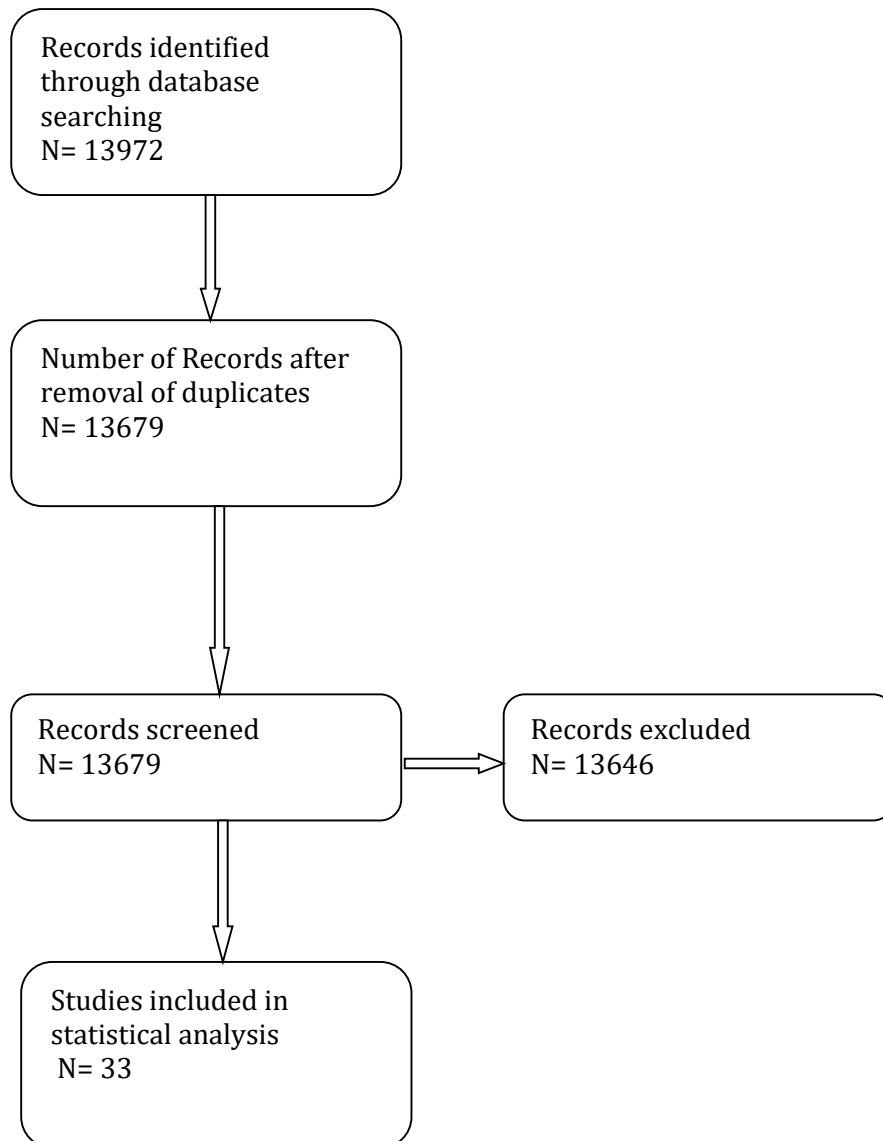 Records identified
through database
searching
N= 13972
Number of Records after
removal of duplicates
N= 13679
Records screened
N= 13679
Records excluded
N= 13646
Studies included in
statistical analysis
N= 33